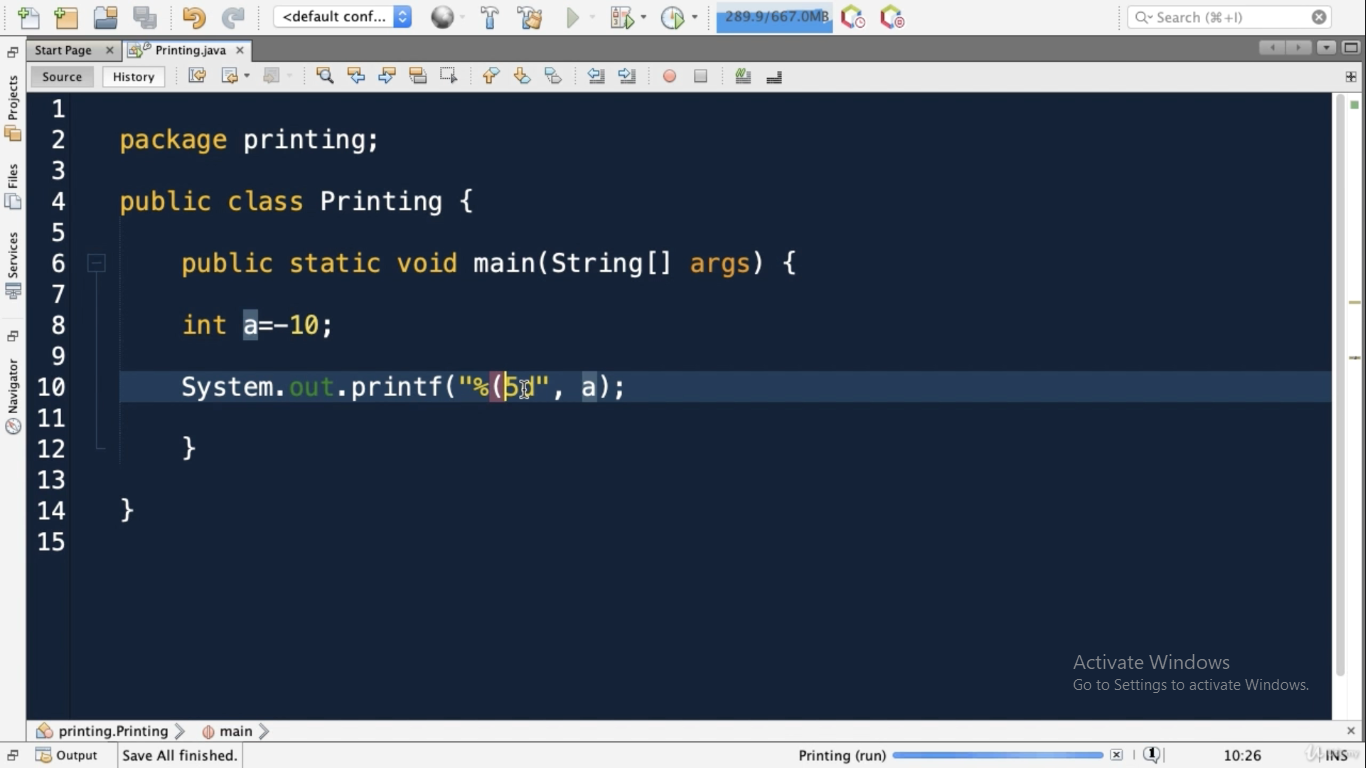 <default conf...
289.9/667.0MB
Search (⌘+I)
Start Page
Printing.java
Source
History
Projects
Files
Services
Navigator
1
2 package printing;
3
4 public class Printing {
5
6 public static void main(String[] args) {
7
8 int a=-10;
9
10 System.out.printf("%(5d", a);
11
12 }
13
14 }
15
Activate Windows
Go to Settings to activate Windows.
printing.Printing
main
Output
Save All finished.
Printing (run)
1
10:26
INS